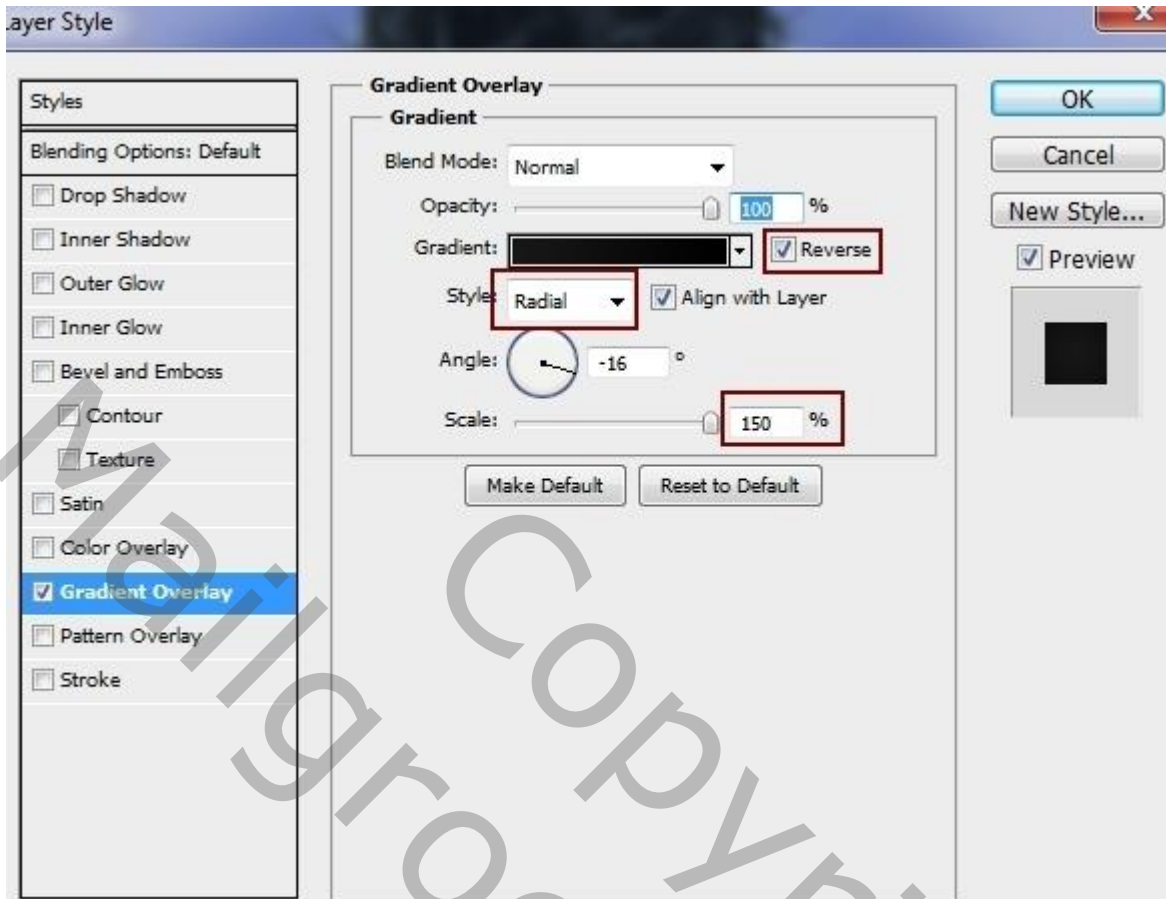 ayer Style
Styles
Blending Options: Default
Drop Shadow
Inner Shadow
Outer Glow
Inner Glow
Bevel and Emboss
Contour
Texture
Satin
Color Overlay
Gradient Overlay
Pattern Overlay
Stroke
Gradient Overlay
Gradient
Blend Mode: Normal
Opacity: 100 %
Gradient: Reverse
Style: Radial Align with Layer
Angle: -16 °
Scale: 150 %
Make Default Reset to Default
OK
Cancel
New Style...
Preview